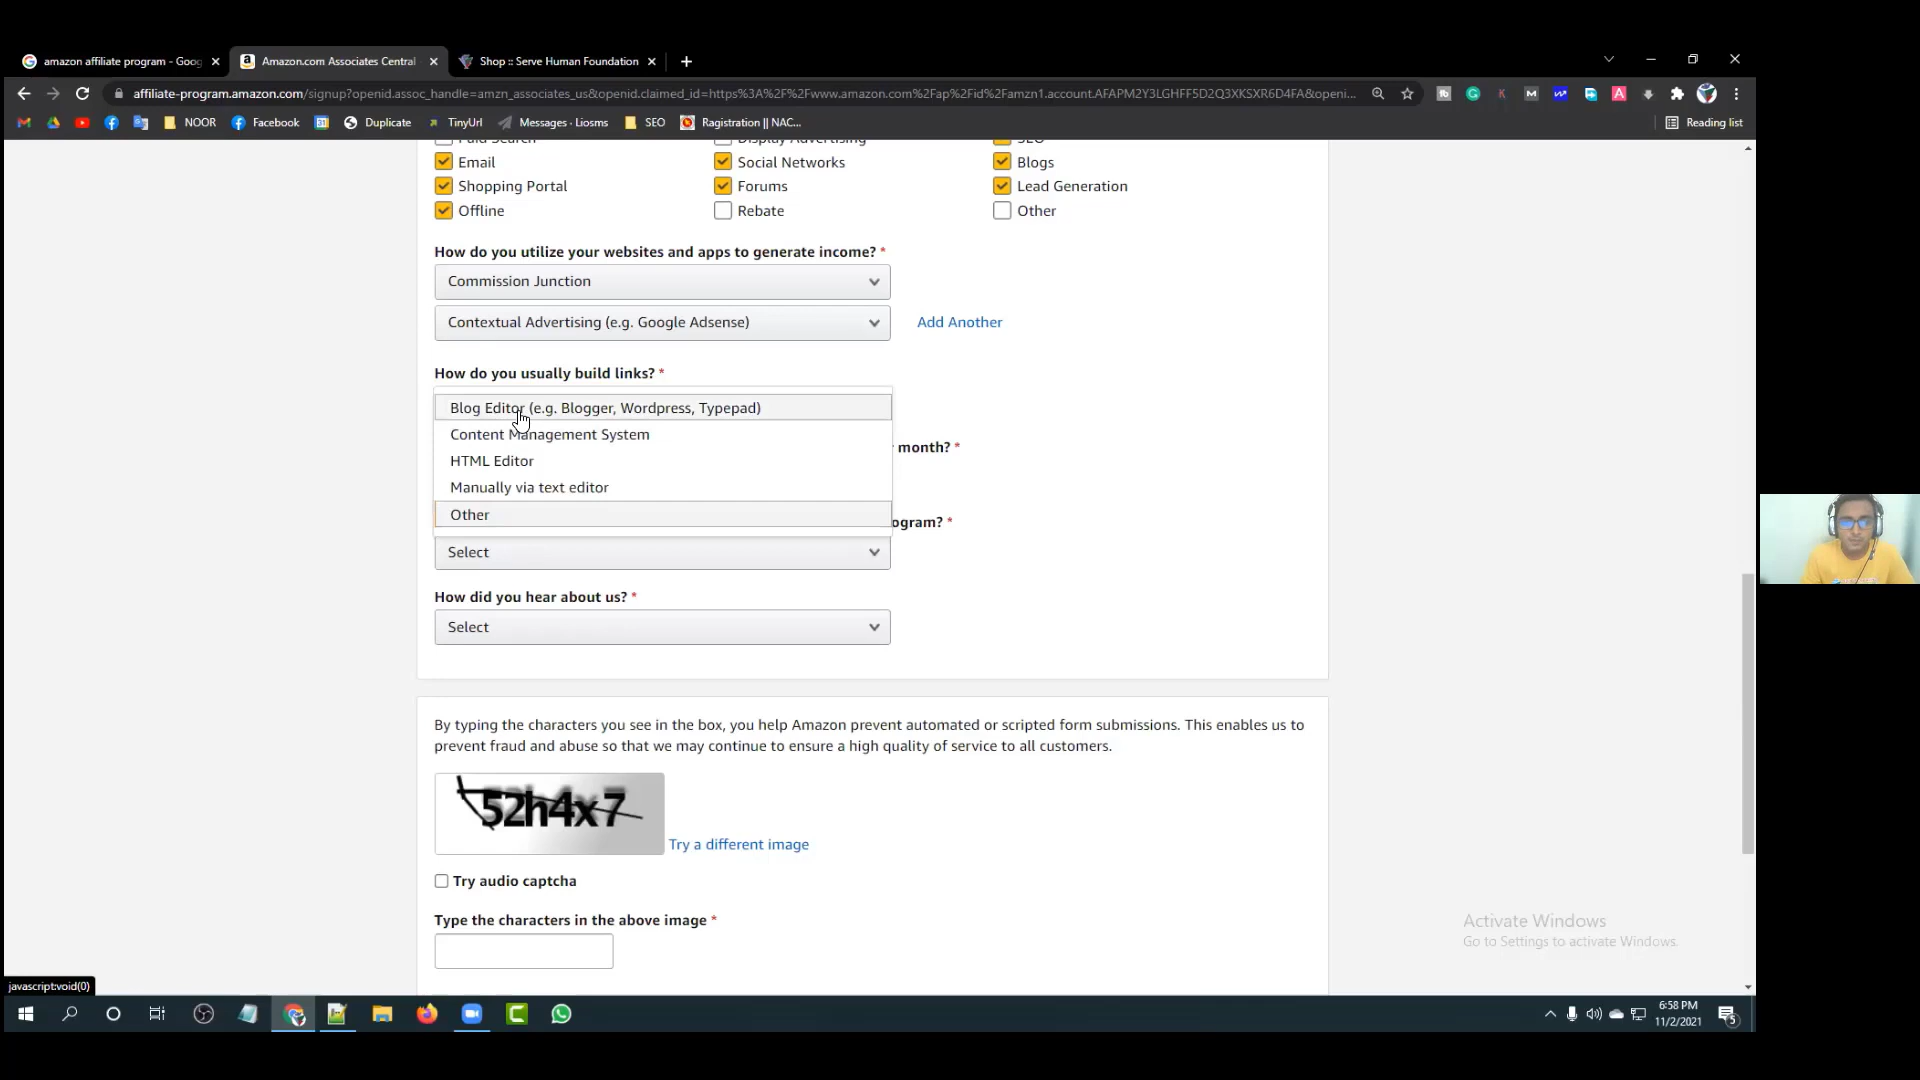 amazon affiliate program - Goog
Amazon.com Associates Central
Shop :: Serve Human Foundation
affiliate-program.amazon.com/signup?openid.assoc_handle=amzn_associates_us&openid.claimed_id=https%3A%2F%2Fwww.amazon.com%2Fap%2Fid%2Famzn1.account.AFAPM2Y3LGHFF5D2Q3XKSXR6D4FA&openi...
NOOR
Facebook
Duplicate
TinyUrl
Messages · Liosms
SEO
Ragistration || NAC...
Reading list
Paid Search
Display Advertising
SEO
Email
Social Networks
Blogs
Shopping Portal
Forums
Lead Generation
Offline
Rebate
Other
How do you utilize your websites and apps to generate income? *
Commission Junction
Contextual Advertising (e.g. Google Adsense)
Add Another
How do you usually build links? *
Blog Editor (e.g. Blogger, Wordpress, Typepad)
Content Management System
month? *
HTML Editor
Manually via text editor
Other
ogram? *
Select
How did you hear about us? *
Select
By typing the characters you see in the box, you help Amazon prevent automated or scripted form submissions. This enables us to
prevent fraud and abuse so that we may continue to ensure a high quality of service to all customers.
52h4x7
Try a different image
Try audio captcha
Type the characters in the above image *
Activate Windows
Go to Settings to activate Windows.
javascript:void(0)
6:58 PM
11/2/2021
5